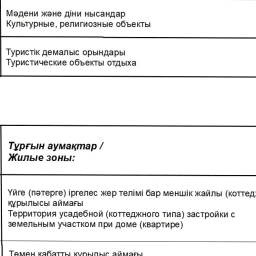 Мәдени және діни нысандар
Культурные, религиозные объекты
Туристік демалыс орындары
Туристические объекты отдыха
Тұрғын аумақтар /
Жилые зоны:
Үйге (пәтерге) іргелес жер телімі бар меншік жайлы
құрылысы аймағы
Территория усадебной (коттеджного типа) застройки с
земельным участком при доме (квартире)
Төмен қабатты құрылыс аймағы